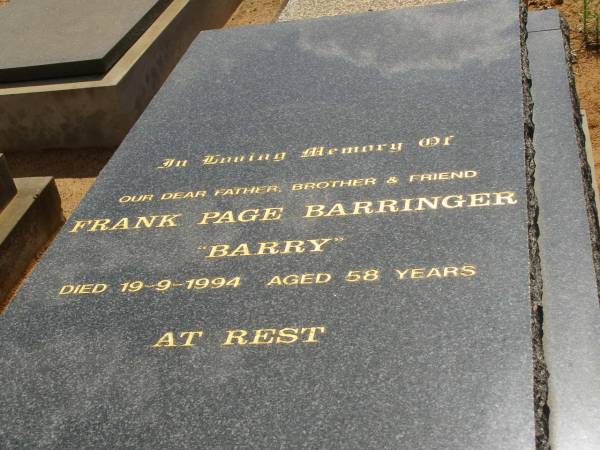 In Loving Memory Of
OUR DEAR FATHER, BROTHER & FRIEND
FRANK PAGE BARRINGER
"BARRY"
DIED 19-9-1994 AGED 58 YEARS
AT REST